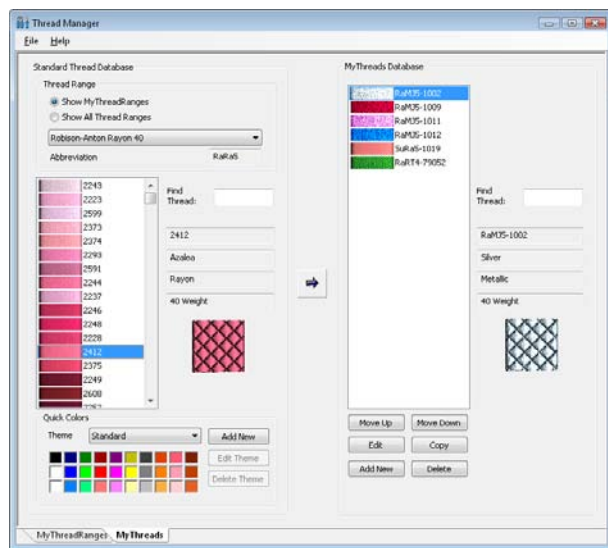 Thread Manager
File Help
Standard Thread Database
Thread Range
Show MyThreadRanges
Show All Thread Ranges
Robison-Anton Rayon 40
Abbreviation RaRaS
2243
2223
2599
2373
2374
2293
2591
2244
2237
2246
2248
2228
2412
2375
2249
2608
Find
Thread:
2412
Azalea
Rayon
40 Weight
Quick Colors
Theme Standard Add New
Edit Theme
Delete Theme
MyThreads Database
RaMJ5-1002
RaMJ5-1009
RaMJ5-1011
RaMJ5-1012
SuRaS-1019
RaRT4-79052
Find
Thread:
RaMJ5-1002
Silver
Metallic
40 Weight
Move Up Move Down
Edit Copy
Add New Delete
MyThreadRanges MyThreads